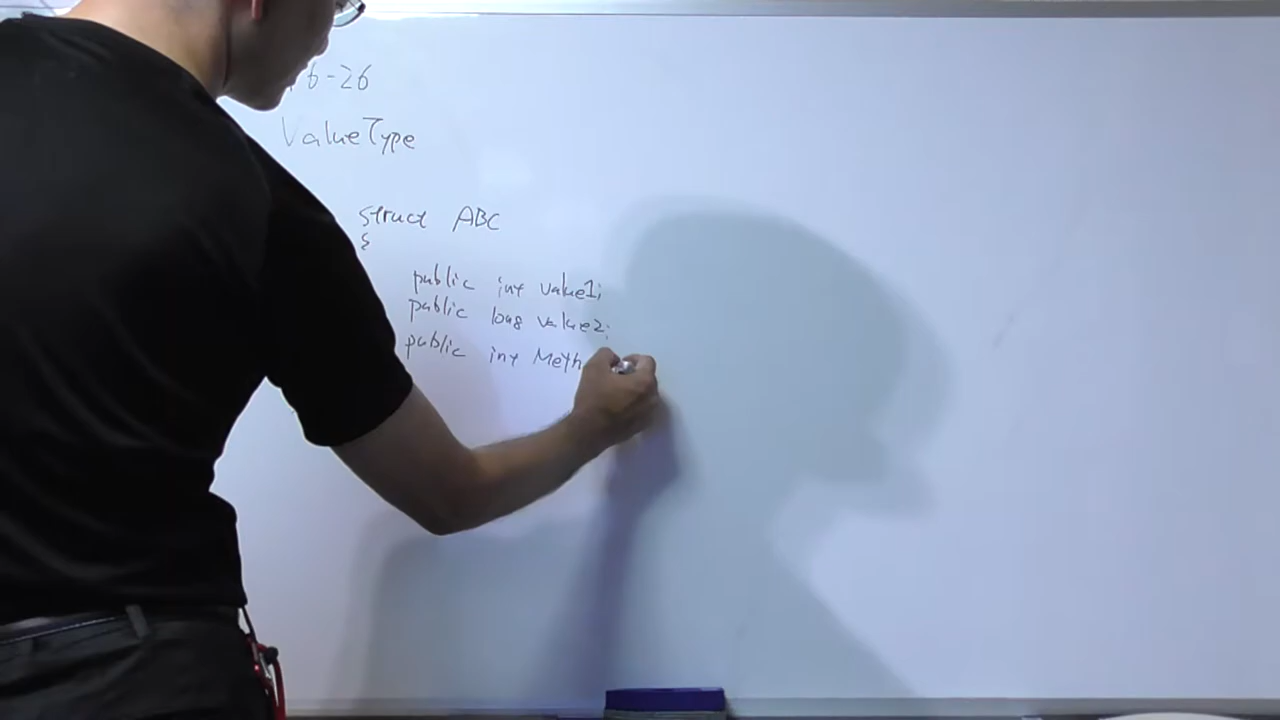 6-26
ValueType
struct ABC
{
public int value1;
public long value2;
public int Meth